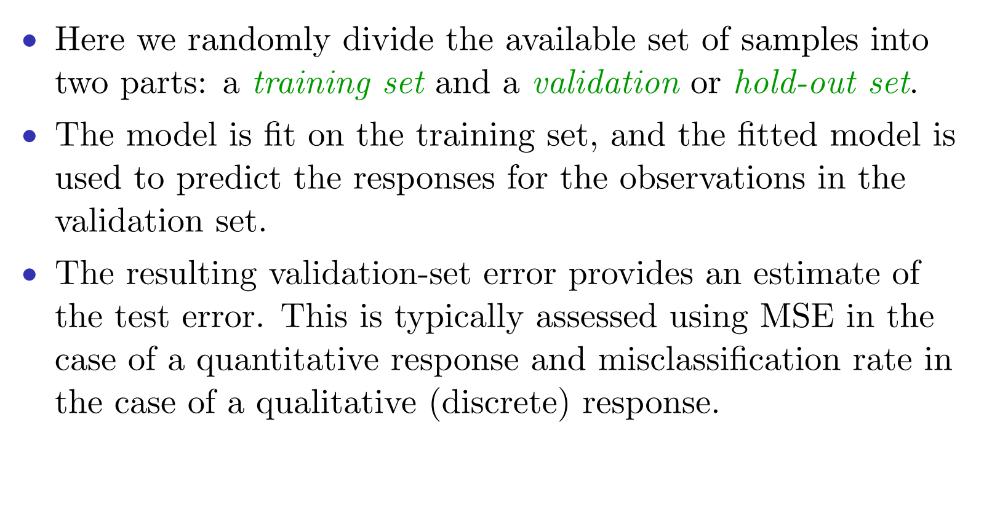 • Here we randomly divide the available set of samples into
two parts: a training set and a validation or hold-out set.
• The model is fit on the training set, and the fitted model is
used to predict the responses for the observations in the
validation set.
• The resulting validation-set error provides an estimate of
the test error. This is typically assessed using MSE in the
case of a quantitative response and misclassification rate in
the case of a qualitative (discrete) response.